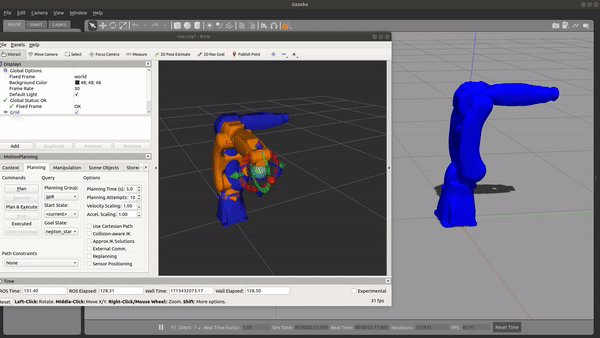 Gazebo
File Edit Camera View Window Help
World Insert Layers
File Panels Help
Interact Move Camera Select Focus Camera Measure 2D Pose Estimate 2D Nav Goal Publish Point
Displays
Global Options
Fixed Frame world
Background Color 48; 48; 48
Frame Rate 30
Default Light
Global Status: Ok
Fixed Frame OK
Grid
Add Duplicate Remove Rename
MotionPlanning
Context Planning Manipulation Scene Objects Stored
Commands Query Options
Plan Planning Group: Planning Time (s): 5.0
gp8 Planning Attempts: 10
Plan & Execute Start State: Velocity Scaling: 1.00
<current> Accel. Scaling: 1.00
Executed Goal State: Use Cartesian Path
nepton_star Collision-aware IK
Approx IK Solutions
External Comm.
Path Constraints Replanning
None Sensor Positioning
Time
ROS Time: 131.40 ROS Elapsed: 128.31 Wall Time: 1713432073.17 Wall Elapsed: 128.50 Experimental
Reset Left-Click: Rotate. Middle-Click: Move X/Y. Right-Click/Mouse Wheel: Zoom. Shift: More options. 31 fps
Steps: 1 Real Time Factor: Sim Time: Real Time: Iterations: FPS: Reset Time